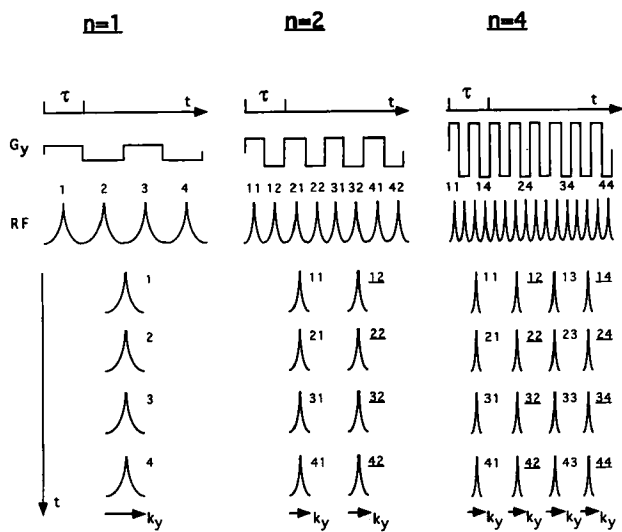 n=1 n=2 n=4
τ t τ t τ t
Gy
1 2 3 4 11 12 21 22 31 32 41 42 11 14 24 34 44
RF
1 11 12 11 12 13 14
2 21 22 21 22 23 24
3 31 32 31 32 33 34
4 41 42 41 42 43 44
t ky ky ky ky ky ky ky